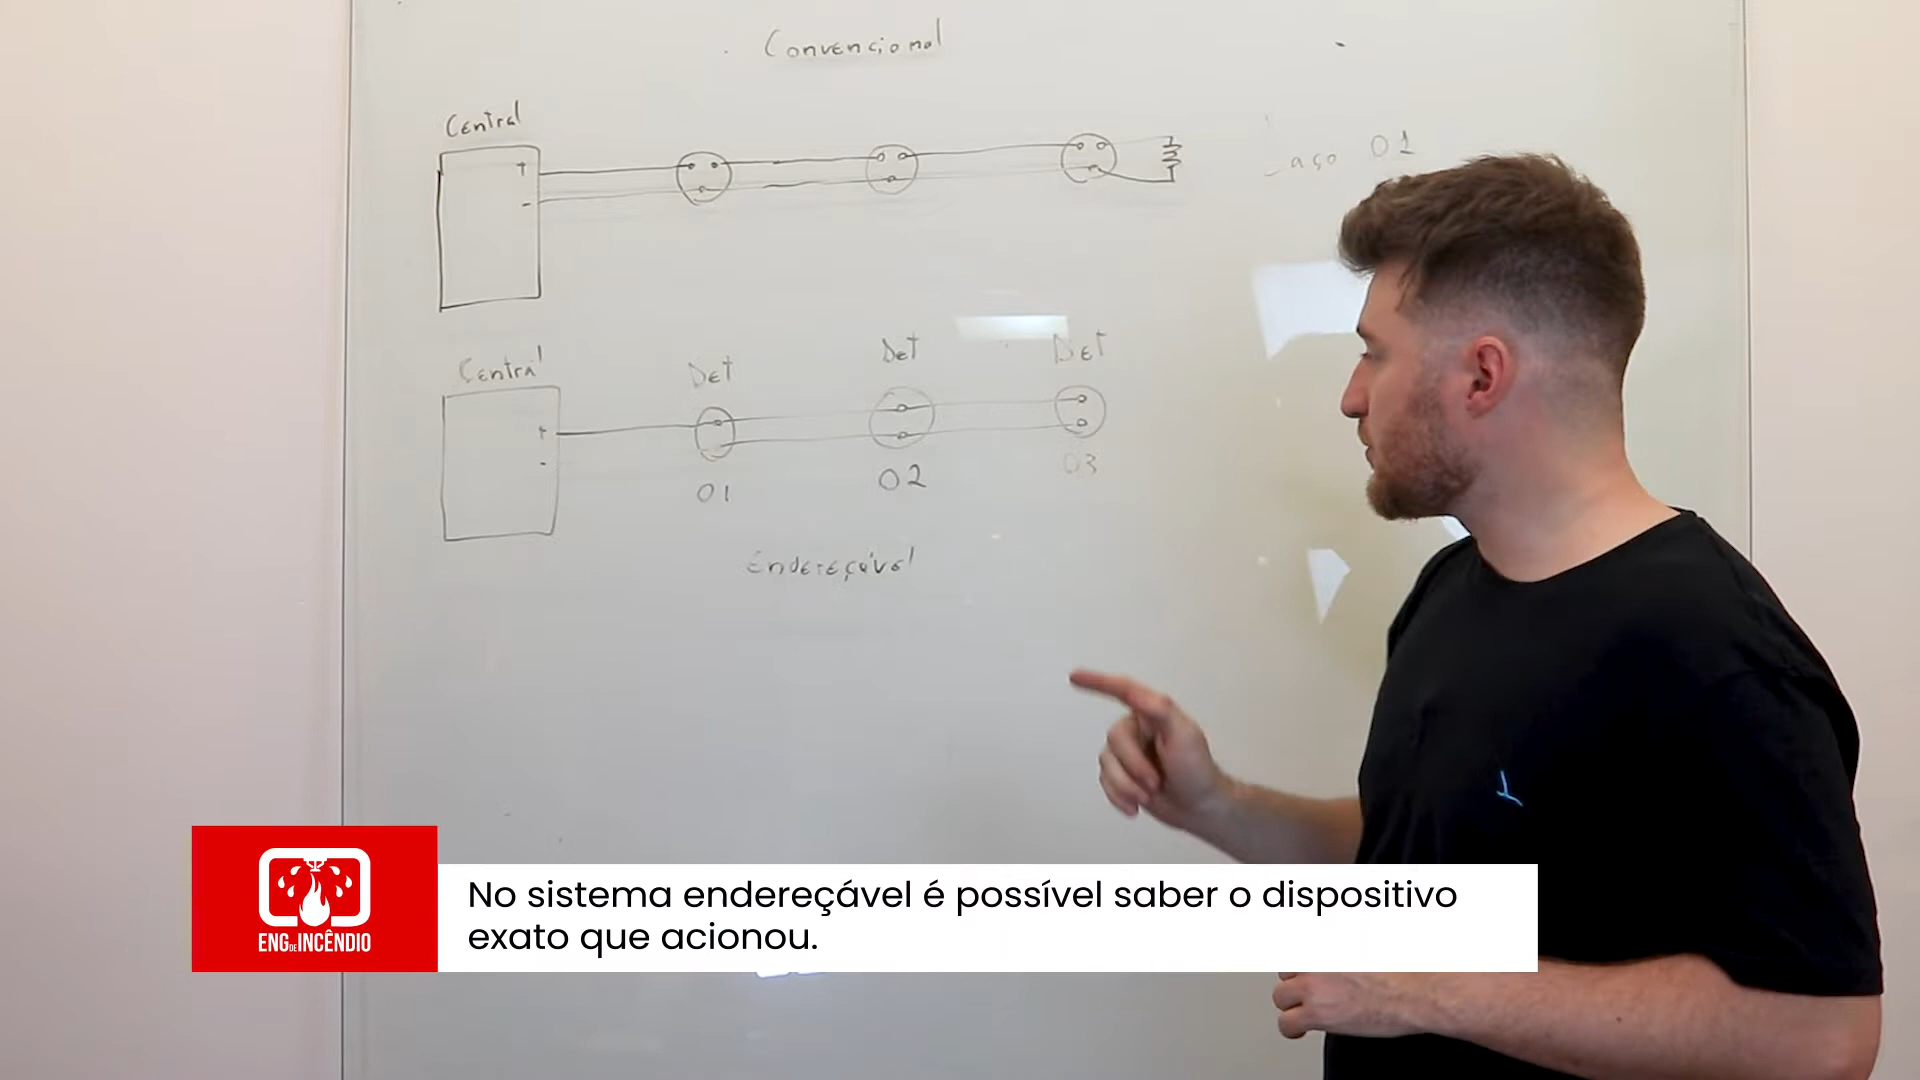 Convencional
Central
+
-
Laço 01
Central
Det
Det
Det
+
-
01
02
03
Endereçável
No sistema endereçável é possível saber o dispositivo
exato que acionou.
ENG DE INCÊNDIO